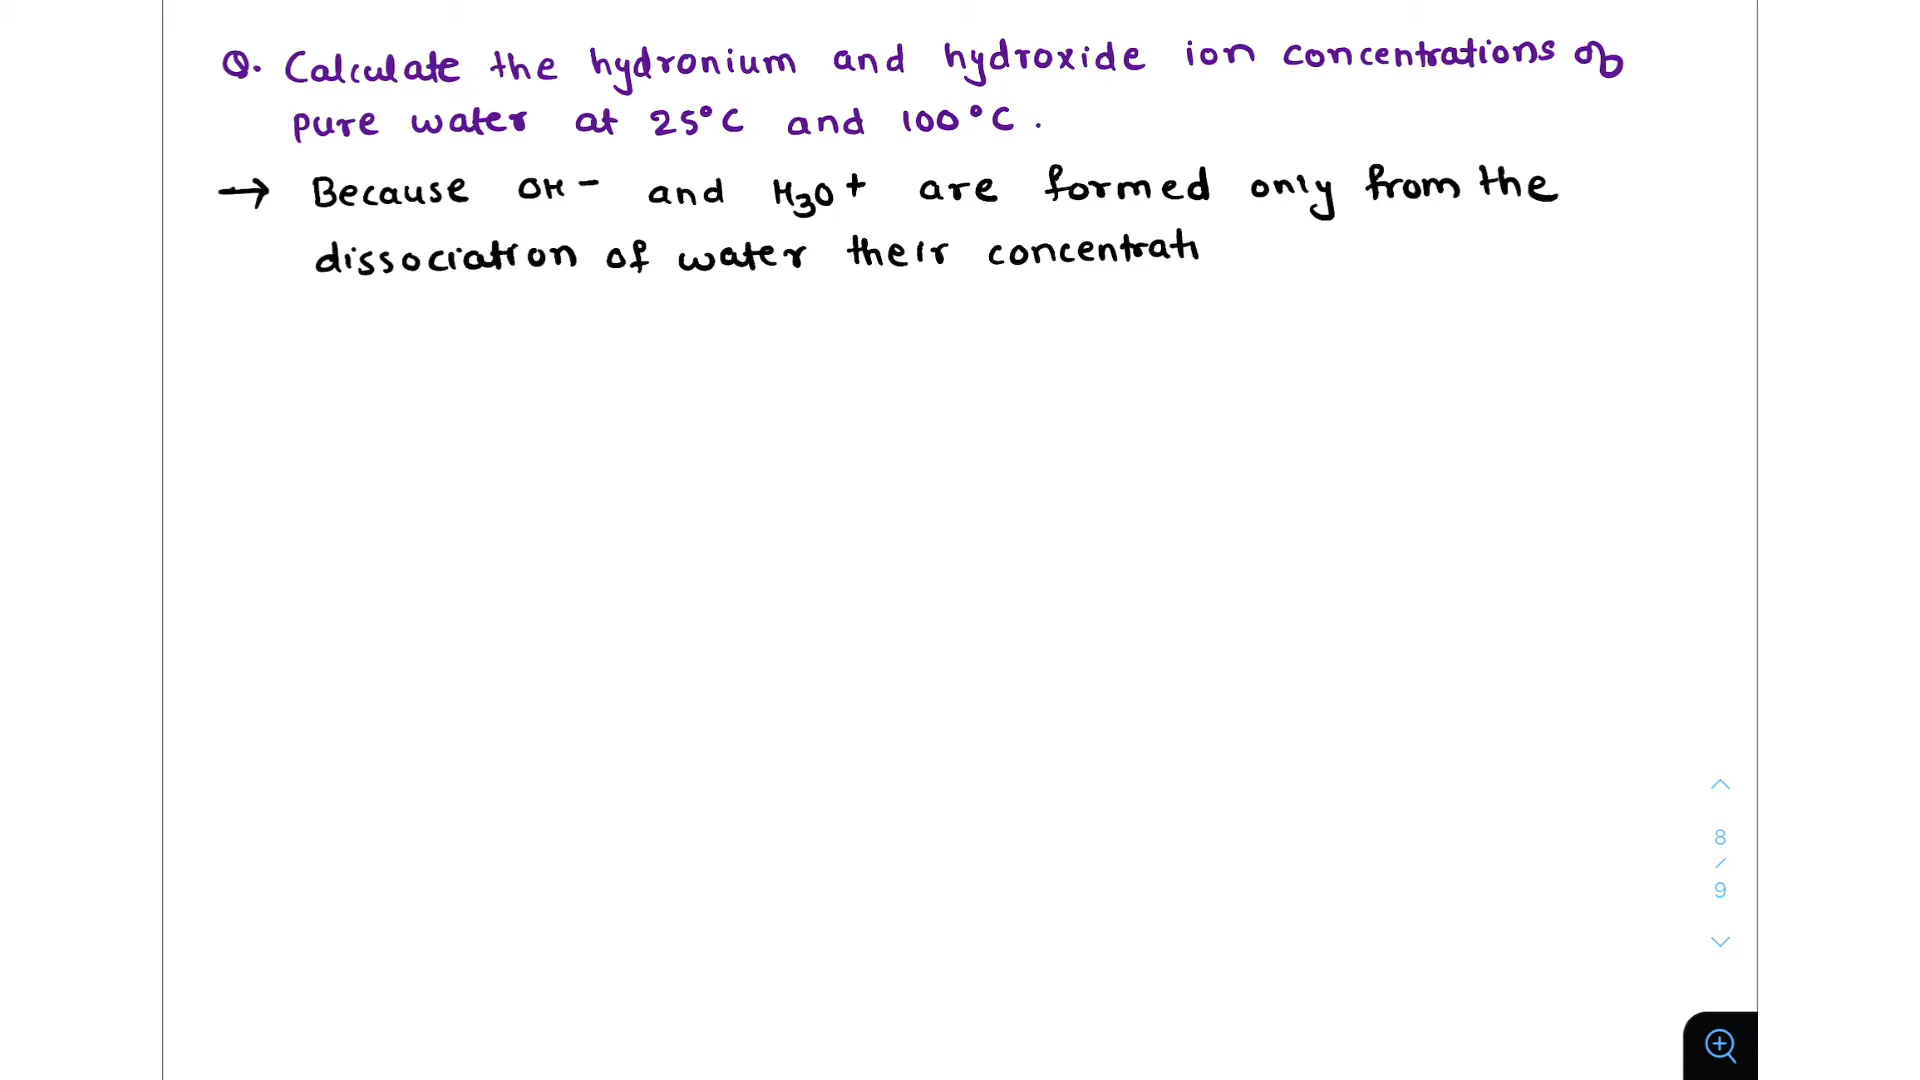 Q. Calculate the hydronium and hydroxide ion concentrations of
pure water at 25°C and 100°C.
→ Because OH- and H3O+ are formed only from the
dissociation of water their concentrati
8
/
9